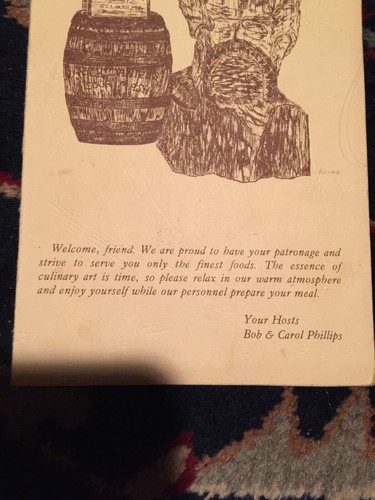 Welcome, friend. We are proud to have your patronage and
strive to serve you only the finest foods. The essence of
culinary art is time, so please relax in our warm atmosphere
and enjoy yourself while our personnel prepare your meal.
Your Hosts
Bob & Carol Phillips